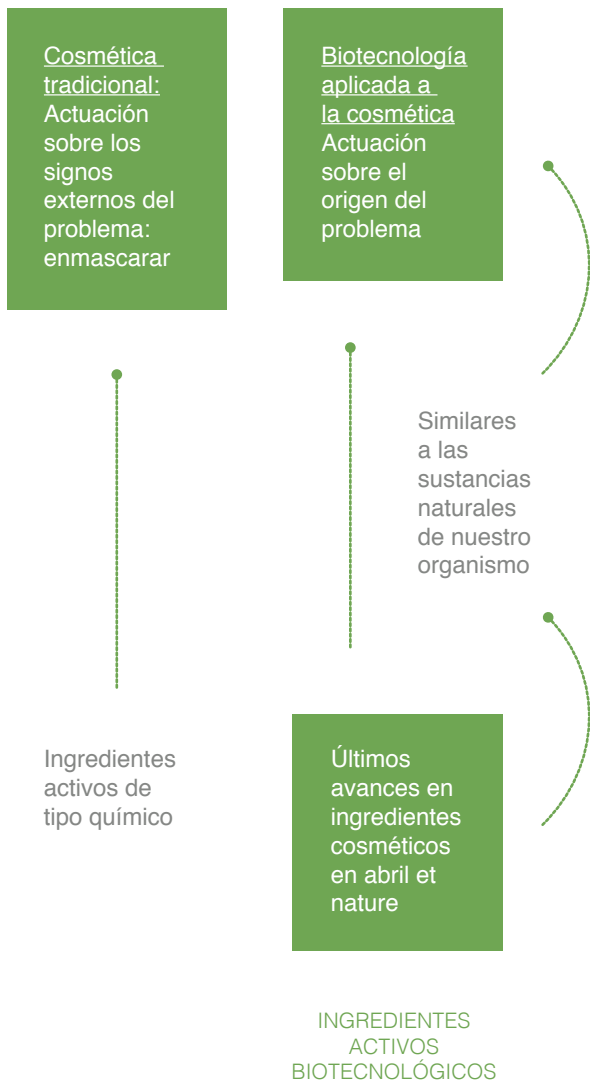 Cosmética
tradicional:
Actuación
sobre los
signos
externos del
problema:
enmascarar
Biotecnología
aplicada a
la cosmética
Actuación
sobre el
origen del
problema
Similares
a las
sustancias
naturales
de nuestro
organismo
Ingredientes
activos de
tipo químico
Últimos
avances en
ingredientes
cosméticos
en abril et
nature
INGREDIENTES
ACTIVOS
BIOTECNOLÓGICOS